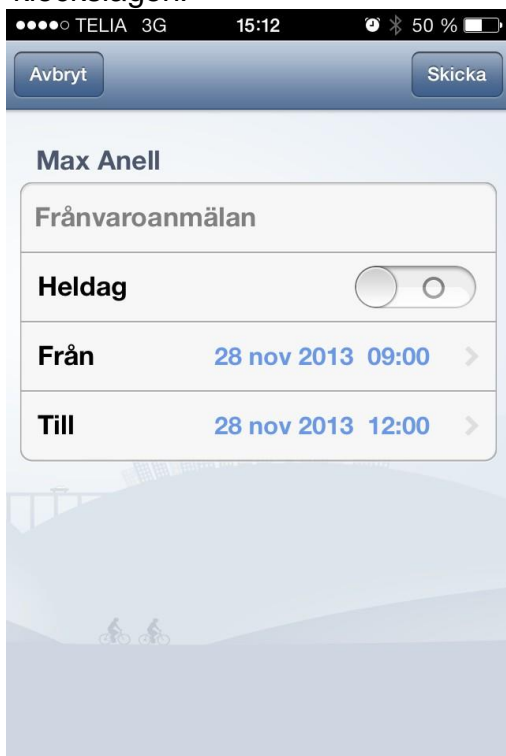 klockslagen.
TELIA 3G 15:12 50 %
Avbryt Skicka
Max Anell
Frånvaroanmälan
Heldag
Från 28 nov 2013 09:00
Till 28 nov 2013 12:00